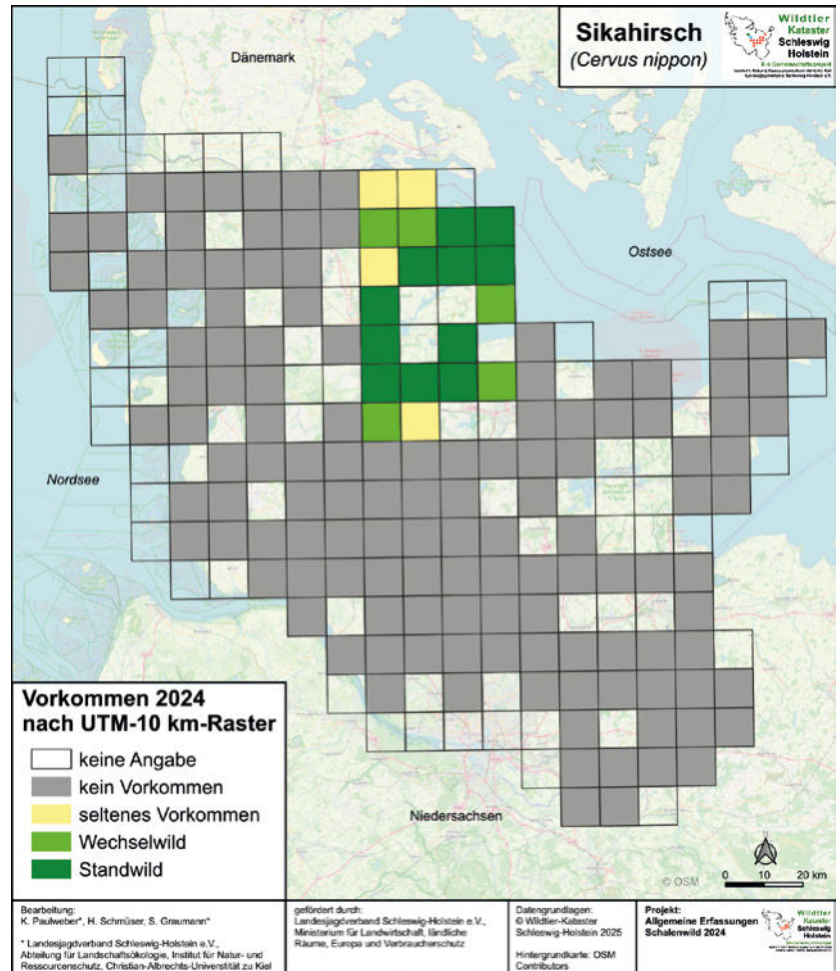 Dänemark
Sikahirsch
(Cervus nippon)
Wildtier
Kataster
Schleswig
Holstein
Ein Gemeinschaftsprojekt
Ostsee
Nordsee
Vorkommen 2024
nach UTM-10 km-Raster
keine Angabe
kein Vorkommen
seltenes Vorkommen
Wechselwild
Standwild
Niedersachsen
© OSM
N
0 10 20 km
Bearbeitung:
K. Paulweber*, H. Schmüser, S. Graumann*
* Landesjagdverband Schleswig-Holstein e.V.,
Abteilung für Landschaftsökologie, Institut für Natur- und
Ressourcenschutz, Christian-Albrechts-Universität zu Kiel
gefördert durch:
Landesjagdverband Schleswig-Holstein e.V.,
Ministerium für Landwirtschaft, ländliche
Räume, Europa und Verbraucherschutz
Datengrundlagen:
© Wildtier-Kataster
Schleswig-Holstein 2025
Hintergrundkarte: OSM
Contributors
Projekt:
Allgemeine Erfassungen
Schalenwild 2024
Wildtier
Kataster
Schleswig
Holstein